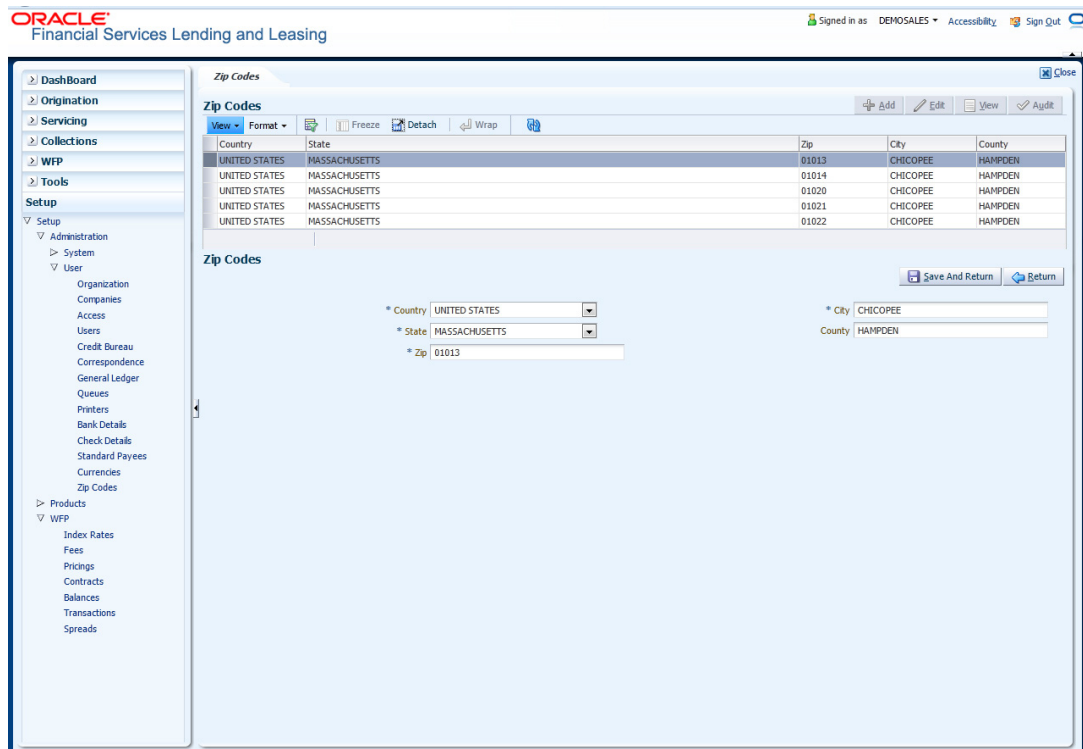 ORACLE
Financial Services Lending and Leasing
Signed in as DEMOSALES Accessibility Sign Out
DashBoard
Origination
Servicing
Collections
WFP
Tools
Setup
Setup
Administration
System
User
Organization
Companies
Access
Users
Credit Bureau
Correspondence
General Ledger
Queues
Printers
Bank Details
Check Details
Standard Payees
Currencies
Zip Codes
Products
WFP
Index Rates
Fees
Pricings
Contracts
Balances
Transactions
Spreads
Zip Codes
Close
Zip Codes
Add Edit View Audit
View Format Freeze Detach Wrap
Country State Zip City County
UNITED STATES MASSACHUSETTS 01013 CHICOPEE HAMPDEN
UNITED STATES MASSACHUSETTS 01014 CHICOPEE HAMPDEN
UNITED STATES MASSACHUSETTS 01020 CHICOPEE HAMPDEN
UNITED STATES MASSACHUSETTS 01021 CHICOPEE HAMPDEN
UNITED STATES MASSACHUSETTS 01022 CHICOPEE HAMPDEN
Zip Codes
Save And Return Return
* Country UNITED STATES * City CHICOPEE
* State MASSACHUSETTS County HAMPDEN
* Zip 01013